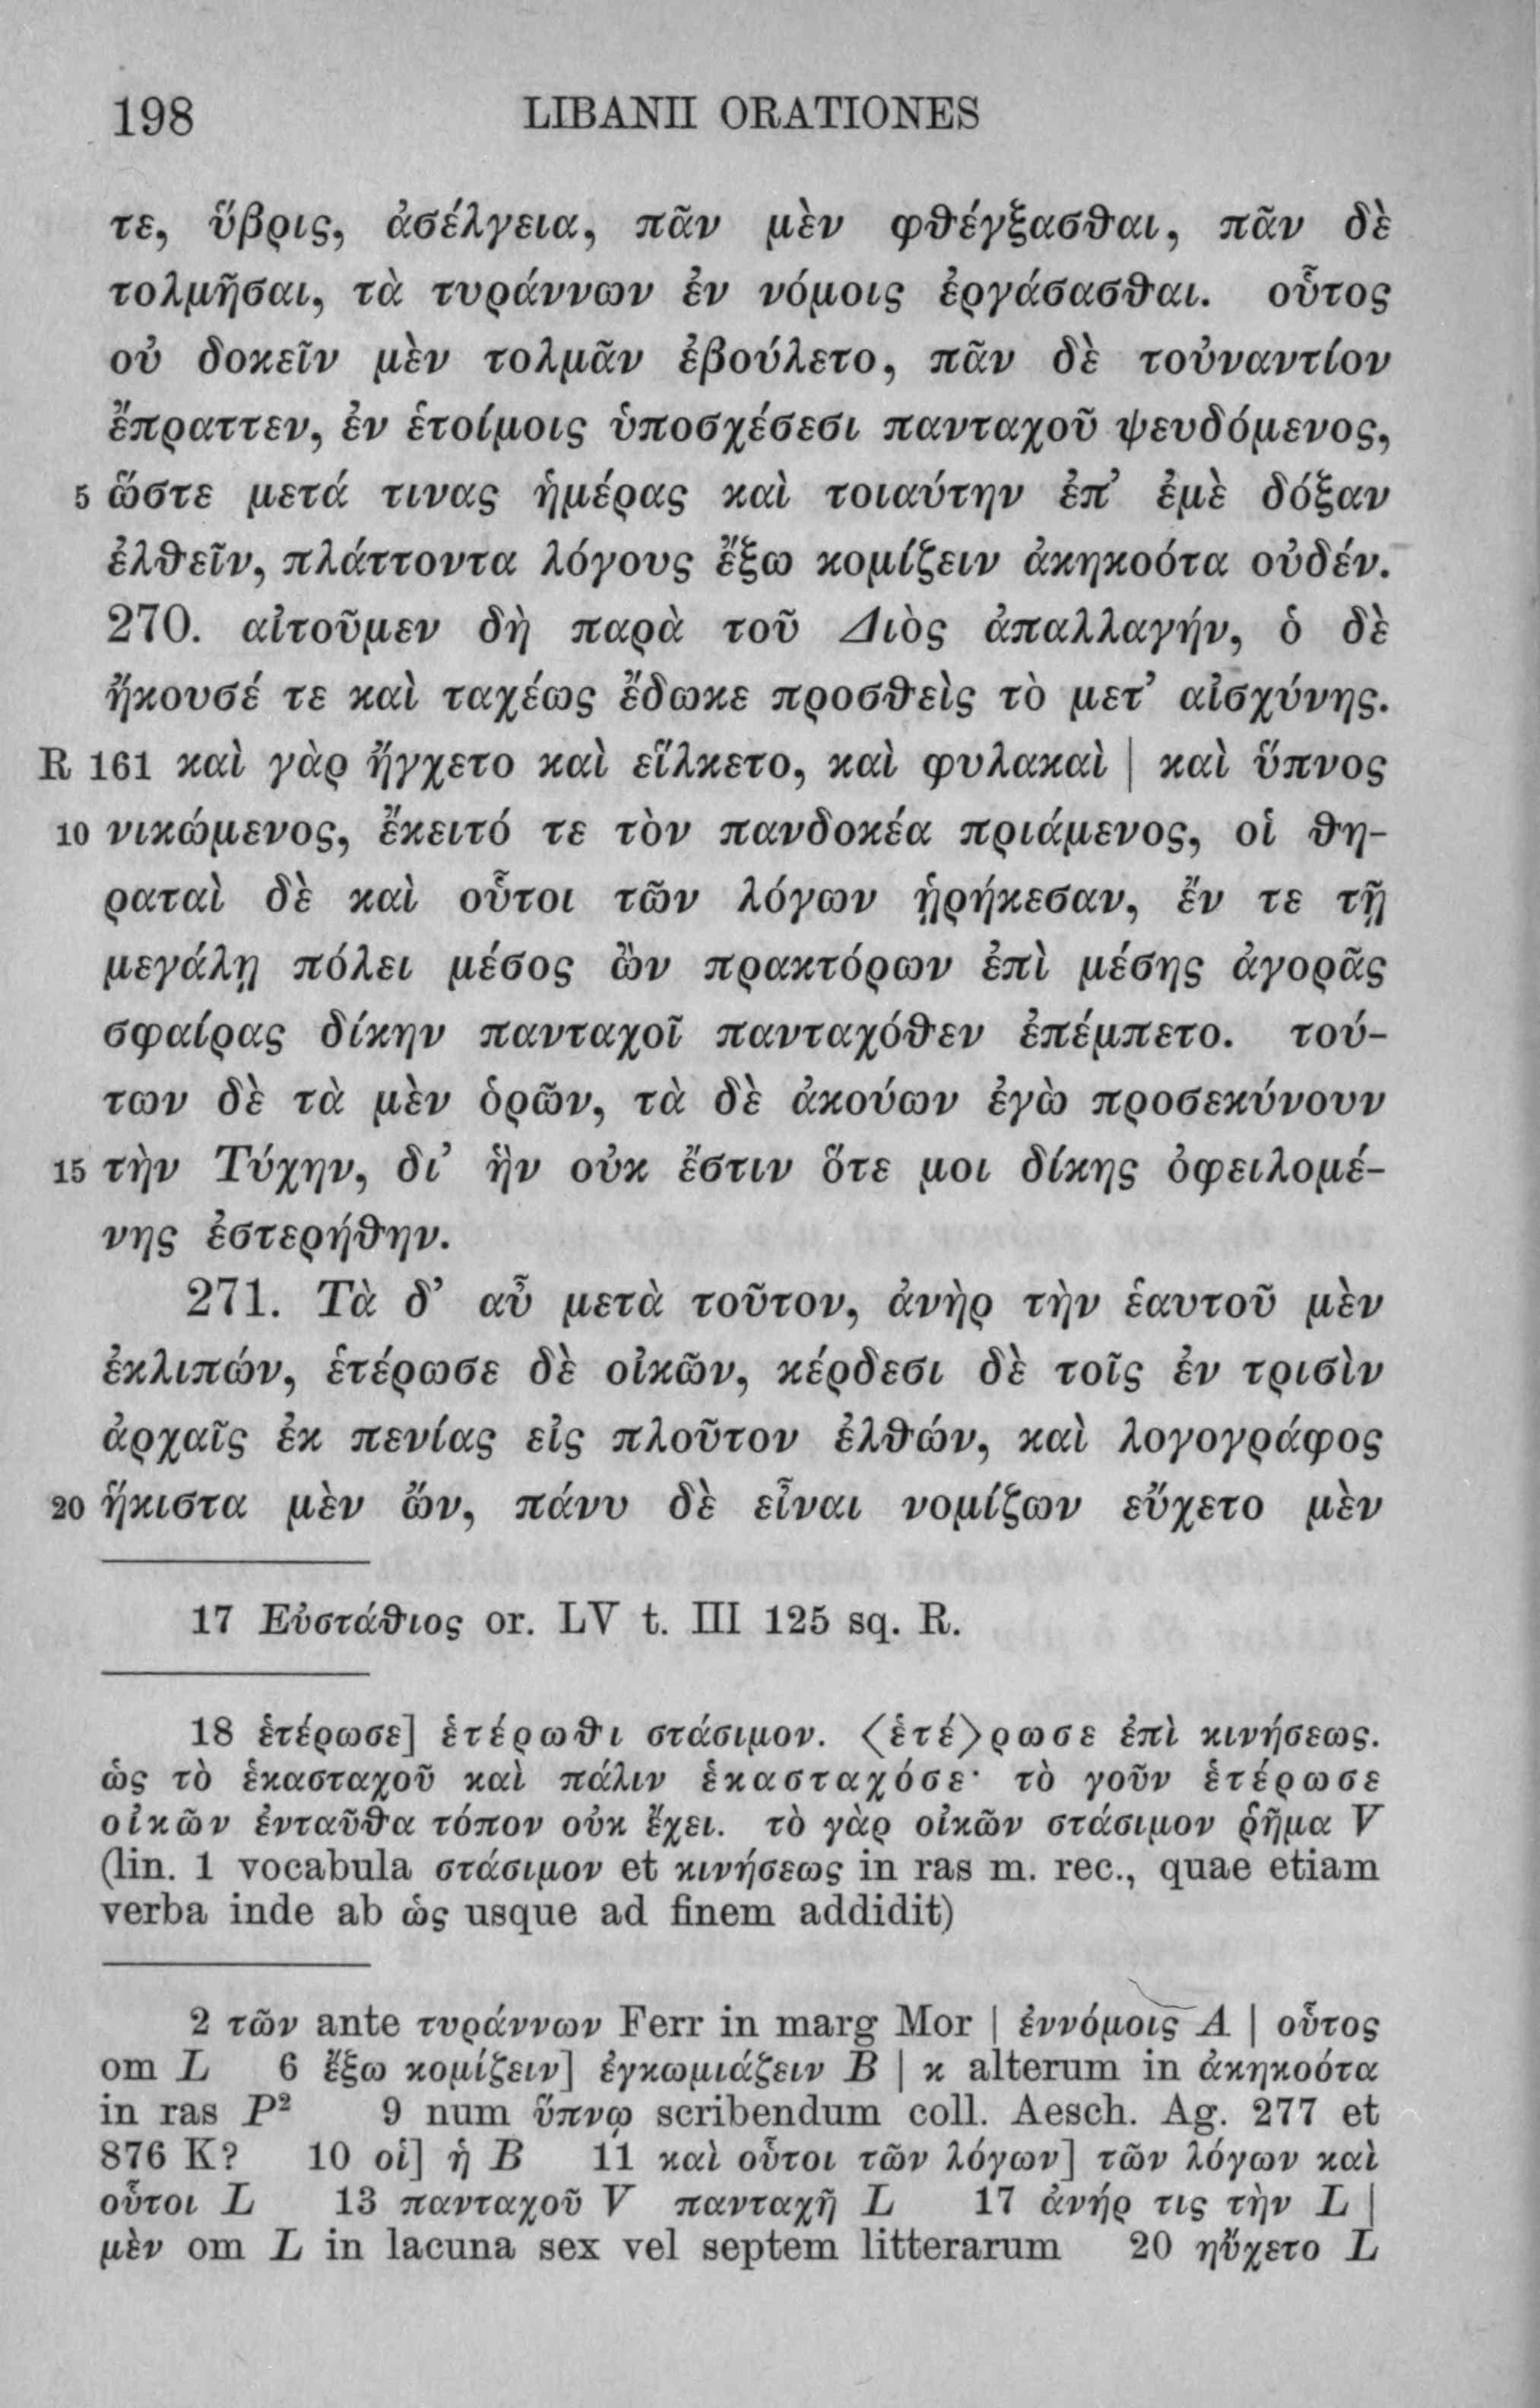 198 LIBANII ORATIONES
τε, ὕβρις, ἀσέλγεια, πᾶν μὲν φθέγξασθαι, πᾶν δὲ
τολμῆσαι, τὰ τυράννων ἐν νόμοις ἐργάσασθαι. οὗτος
οὐ δοκεῖν μὲν τολμᾶν ἐβούλετο, πᾶν δὲ τοὐναντίον
ἔπραττεν, ἐν ἑτοίμοις ὑποσχέσεσι πανταχοῦ ψευδόμενος,
5 ὥστε μετά τινας ἡμέρας καὶ τοιαύτην ἐπ’ ἐμὲ δόξαν
ἐλθεῖν, πλάττοντα λόγους ἔξω κομίζειν ἀκηκοότα οὐδέν.
270. αἰτοῦμεν δὴ παρὰ τοῦ Διὸς ἀπαλλαγήν, ὁ δὲ
ἤκουσέ τε καὶ ταχέως ἔδωκε προσθεὶς τὸ μετ’ αἰσχύνης.
R 161 καὶ γὰρ ἤγχετο καὶ εἵλκετο, καὶ φυλακαὶ | καὶ ὕπνος
10 νικώμενος, ἔκειτό τε τὸν πανδοκέα πριάμενος, οἱ θη-
ραταὶ δὲ καὶ οὗτοι τῶν λόγων ᾑρήκεσαν, ἔν τε τῇ
μεγάλῃ πόλει μέσος ὢν πρακτόρων ἐπὶ μέσης ἀγορᾶς
σφαίρας δίκην πανταχοῖ πανταχόθεν ἐπέμπετο. τού-
των δὲ τὰ μὲν ὁρῶν, τὰ δὲ ἀκούων ἐγὼ προσεκύνουν
15 τὴν Τύχην, δι’ ἣν οὐκ ἔστιν ὅτε μοι δίκης ὀφειλομέ-
νης ἐστερήθην.
271. Τὰ δ’ αὖ μετὰ τοῦτον, ἀνὴρ τὴν ἑαυτοῦ μὲν
ἐκλιπών, ἑτέρωσε δὲ οἰκῶν, κέρδεσι δὲ τοῖς ἐν τρισὶν
ἀρχαῖς ἐκ πενίας εἰς πλοῦτον ἐλθών, καὶ λογογράφος
20 ἥκιστα μὲν ὤν, πάνυ δὲ εἶναι νομίζων εὔχετο μὲν
17 Εὐστάθιος or. LV t. III 125 sq. R.
18 ἑτέρωσε] ἑτέρωθι στάσιμον. ⟨ἑτέ⟩ρωσε ἐπὶ κινήσεως.
ὡς τὸ ἑκασταχοῦ καὶ πάλιν ἑκασταχόσε· τὸ γοῦν ἑτέρωσε
οἰκῶν ἐνταῦθα τόπον οὐκ ἔχει. τὸ γὰρ οἰκῶν στάσιμον ῥῆμα V
(lin. 1 vocabula στάσιμον et κινήσεως in ras m. rec., quae etiam
verba inde ab ὡς usque ad finem addidit)
2 τῶν ante τυράννων Ferr in marg Mor | ἐννόμοις A | οὗτος
om L 6 ἔξω κομίζειν] ἐγκωμιάζειν B | κ alterum in ἀκηκοότα
in ras P² 9 num ὕπνῳ scribendum coll. Aesch. Ag. 277 et
876 K? 10 οἱ] ἡ B 11 καὶ οὗτοι τῶν λόγων] τῶν λόγων καὶ
οὗτοι L 13 πανταχοῦ V πανταχῆ L 17 ἀνήρ τις τὴν L |
μὲν om L in lacuna sex vel septem litterarum 20 ηὔχετο L